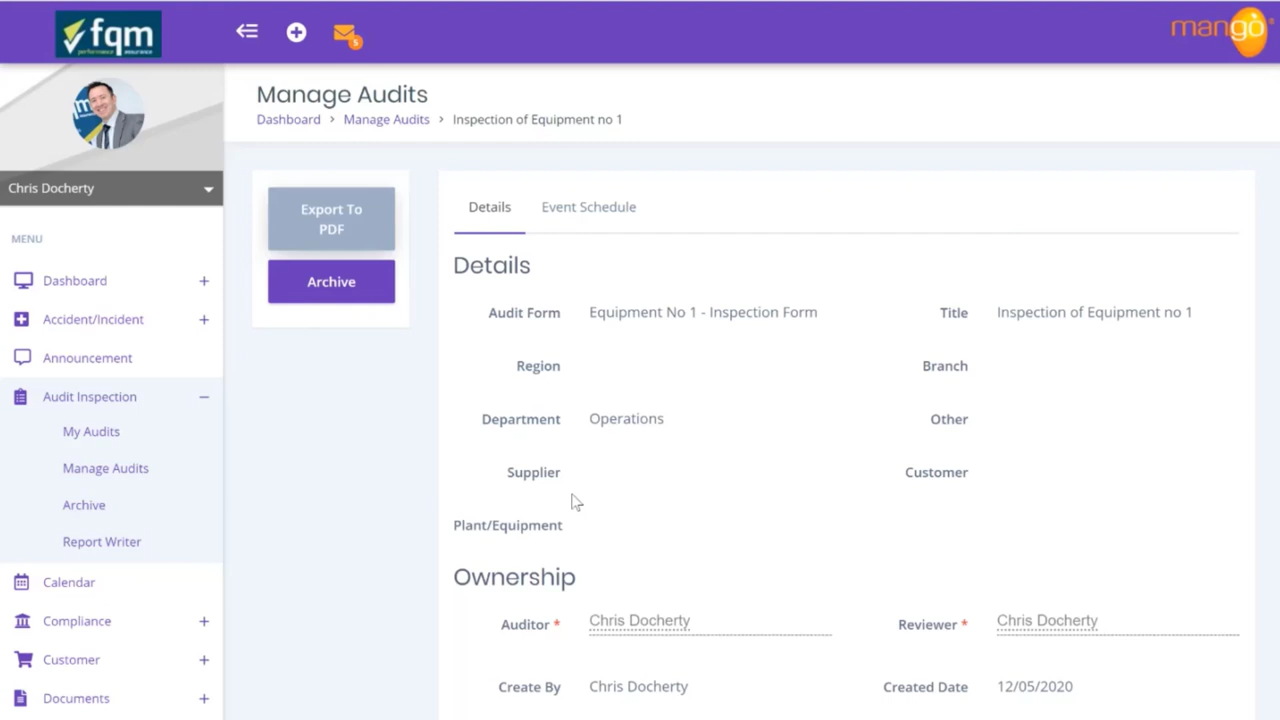 fqm
performance assurance
5
mango
Manage Audits
Dashboard > Manage Audits > Inspection of Equipment no 1
Chris Docherty
MENU
Dashboard +
Accident/Incident +
Announcement
Audit Inspection −
My Audits
Manage Audits
Archive
Report Writer
Calendar
Compliance +
Customer +
Documents +
Export To
PDF
Archive
Details Event Schedule
Details
Audit Form Equipment No 1 - Inspection Form Title Inspection of Equipment no 1
Region Branch
Department Operations Other
Supplier Customer
Plant/Equipment
Ownership
Auditor * Chris Docherty Reviewer * Chris Docherty
Create By Chris Docherty Created Date 12/05/2020